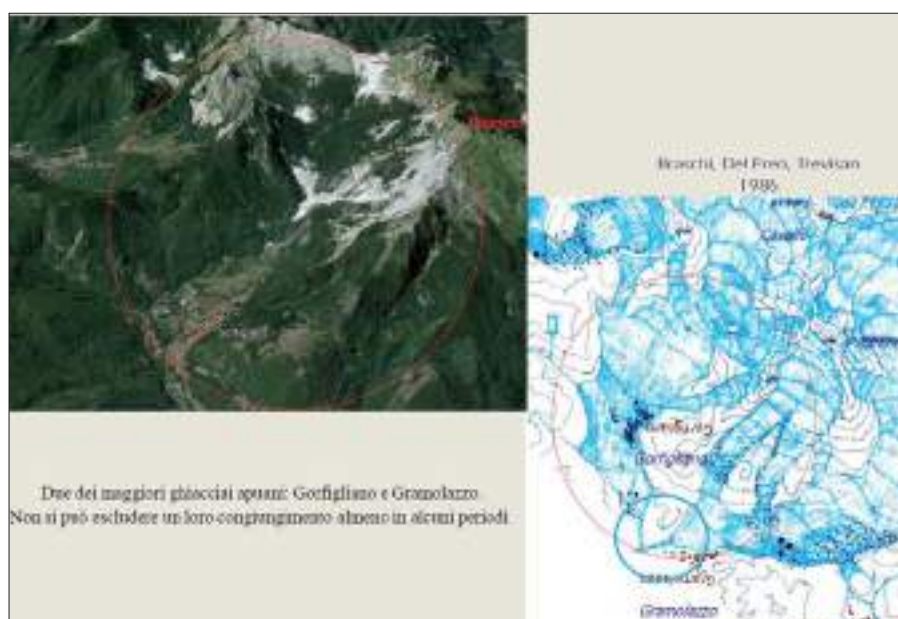 Braschi, Del Freo, Trevisan
1986
Gorfigliano
Gramolazzo
Due dei maggiori ghiacciai apuani: Gorfigliano e Gramolazzo.
Non si può escludere un loro congiungimento almeno in alcuni periodi.